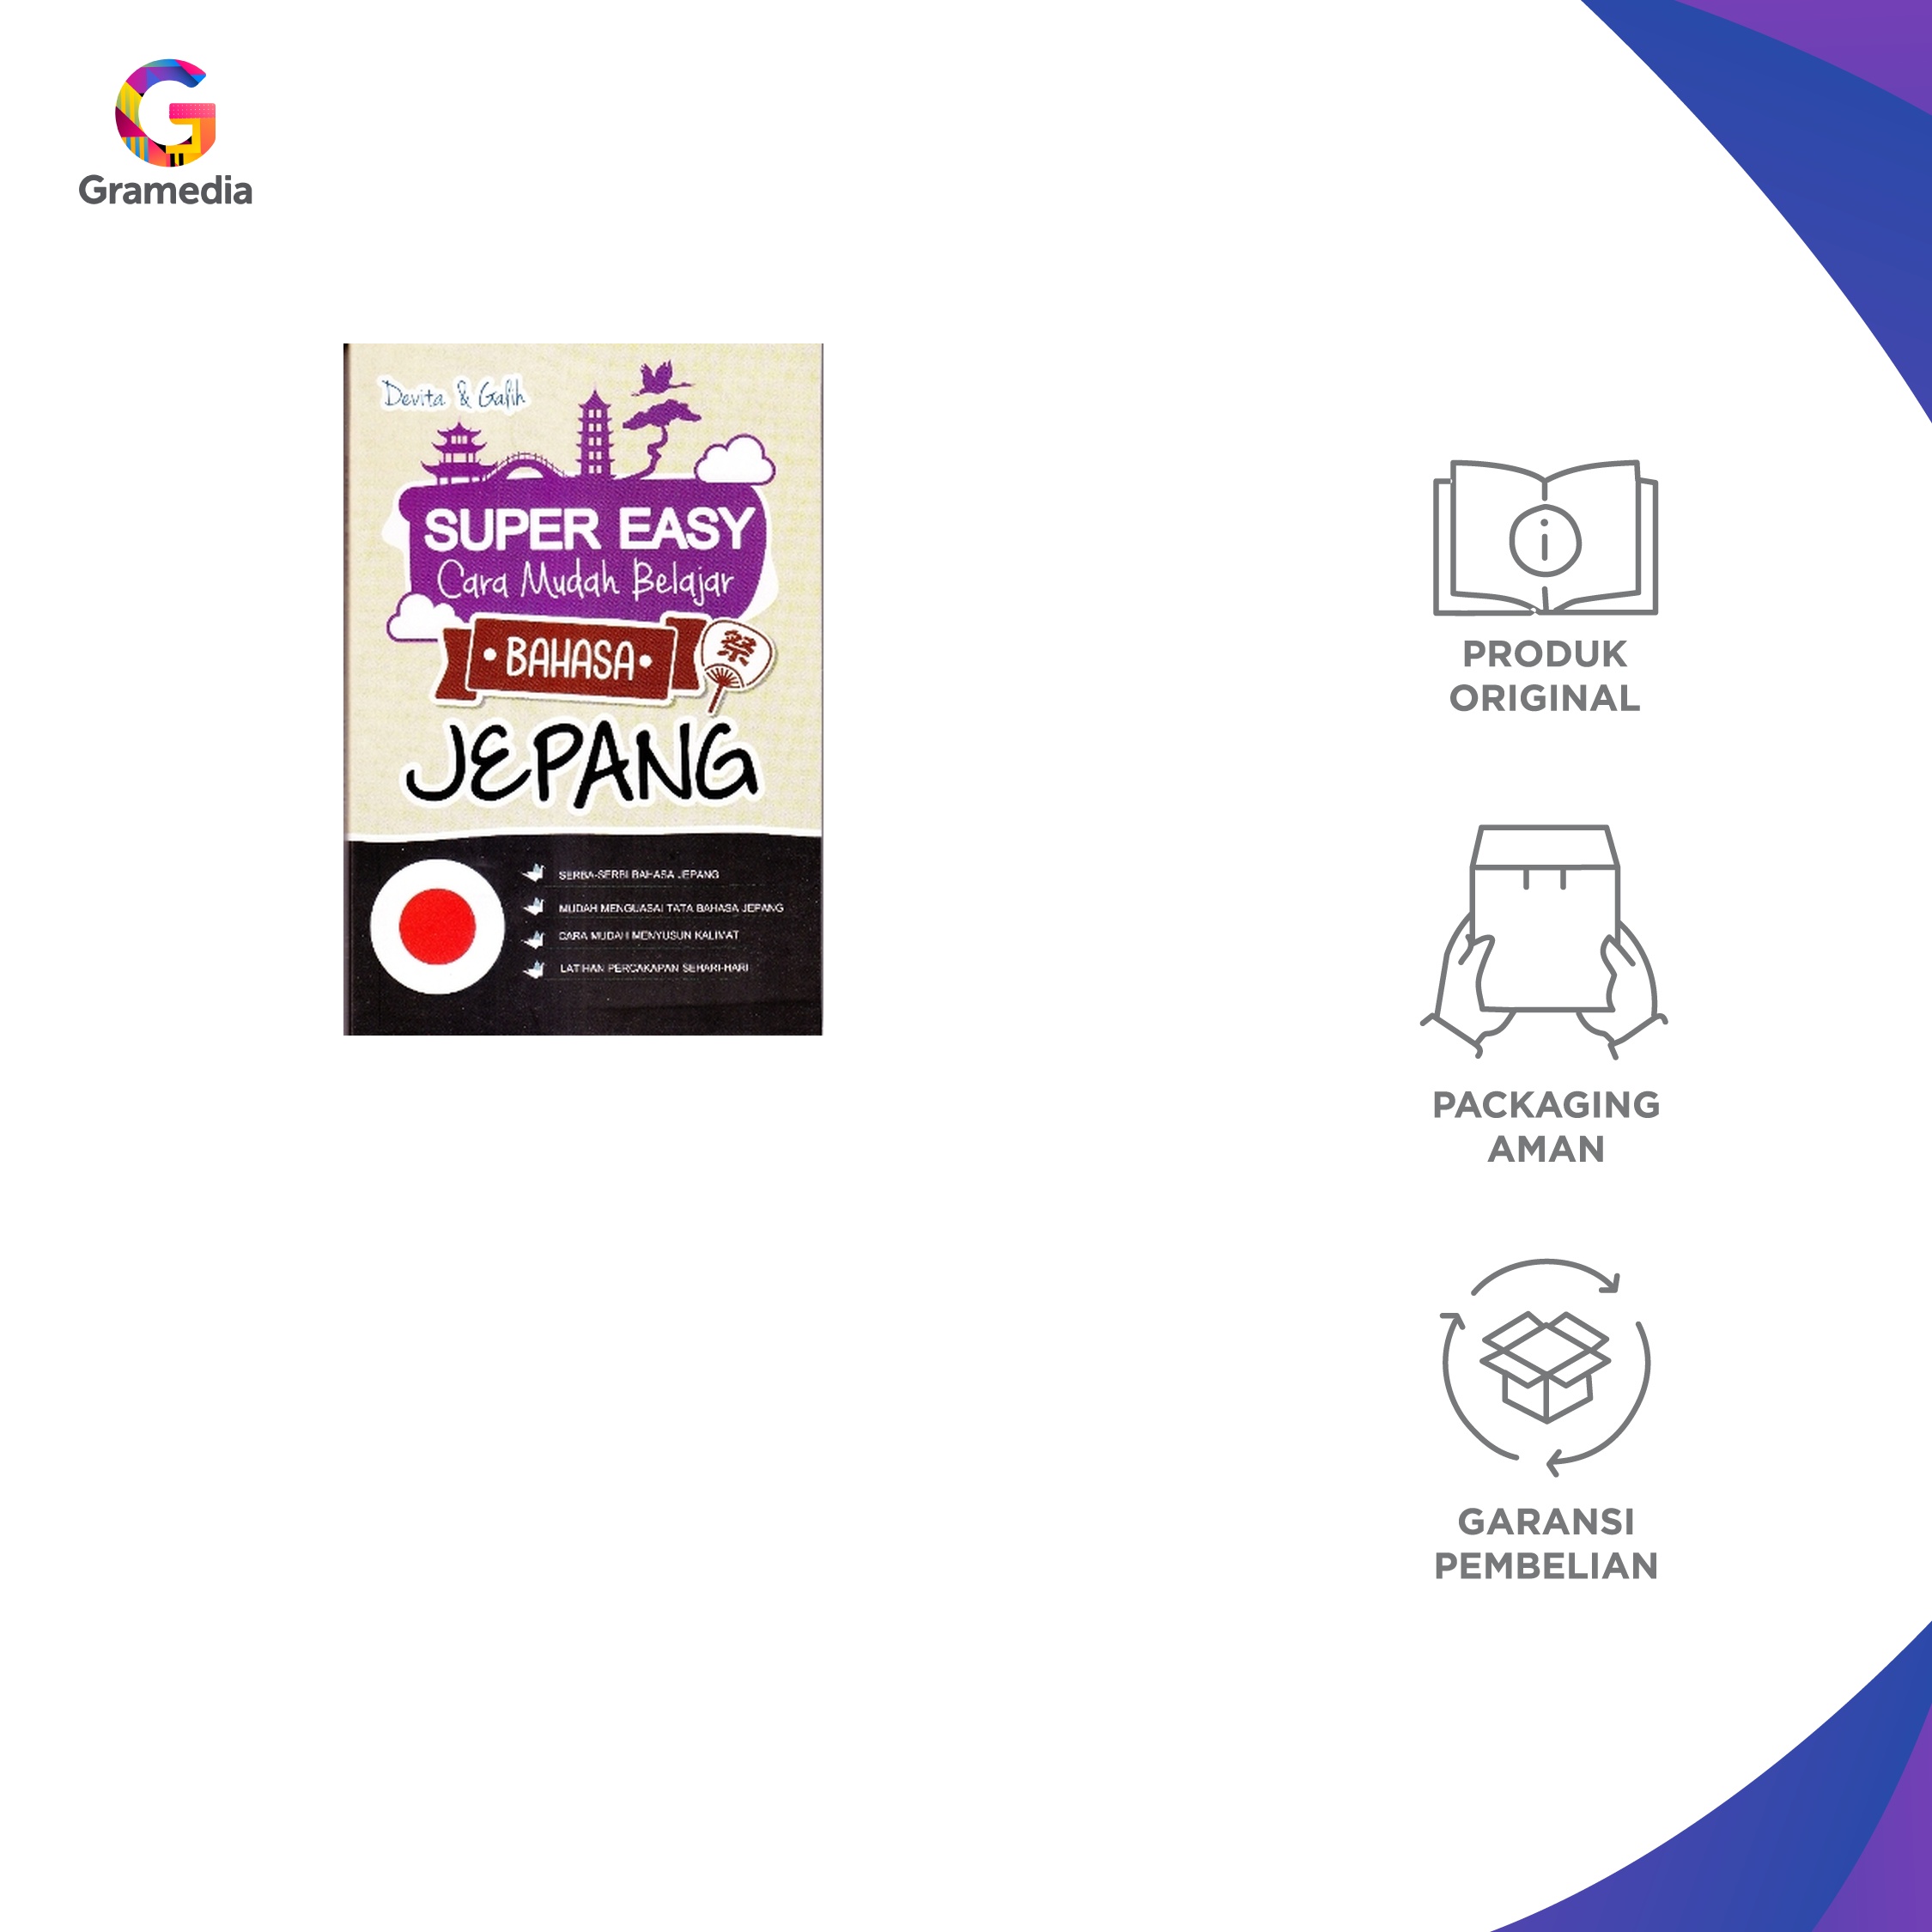 Gramedia
Devita & Galih
SUPER EASY
Cara Mudah Belajar
BAHASA
祭
JEPANG
SERBA-SERBI BAHASA JEPANG
MUDAH MENGUASAI TATA BAHASA JEPANG
CARA MUDAH MENYUSUN KALIMAT
LATIHAN PERCAKAPAN SEHARI-HARI
PRODUK
ORIGINAL
PACKAGING
AMAN
GARANSI
PEMBELIAN